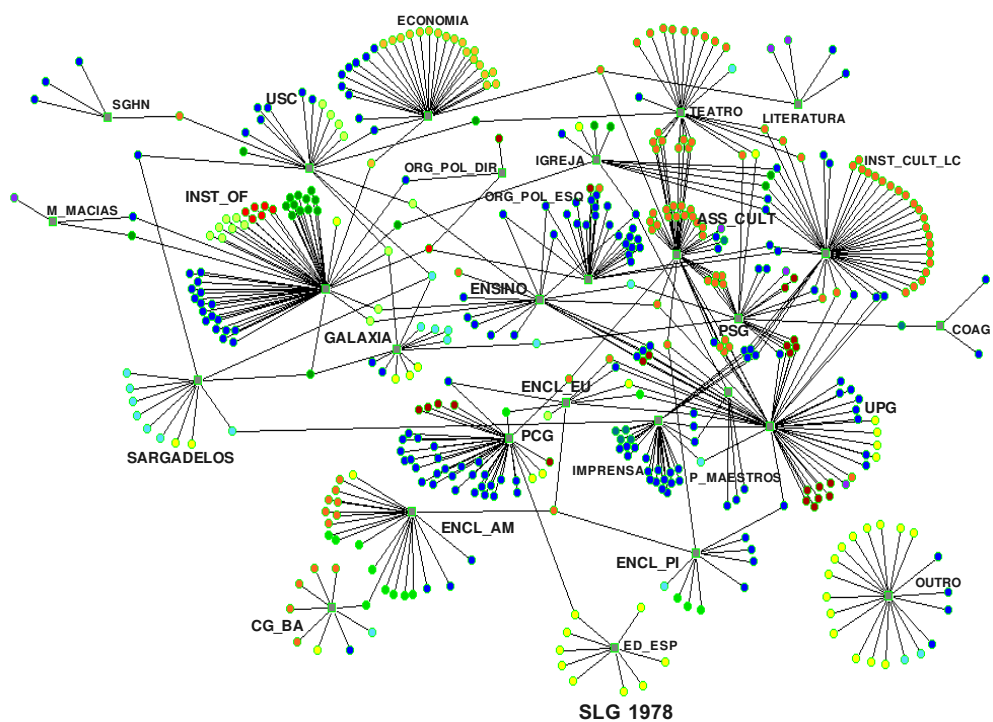 ECONOMIA
TEATRO
LITERATURA
SGHN
USC
IGREJA
INST_CULT_LC
ORG_POL_DIR
INST_OF
ORG_POL_ESQ
M_MACIAS
ASS_CULT
ENSINO
COAG
PSG
GALAXIA
ENCL_EU
UPG
PCG
SARGADELOS
IMPRENSA
P_MAESTROS
ENCL_AM
ENCL_PI
OUTRO
CG_BA
ED_ESP
SLG 1978